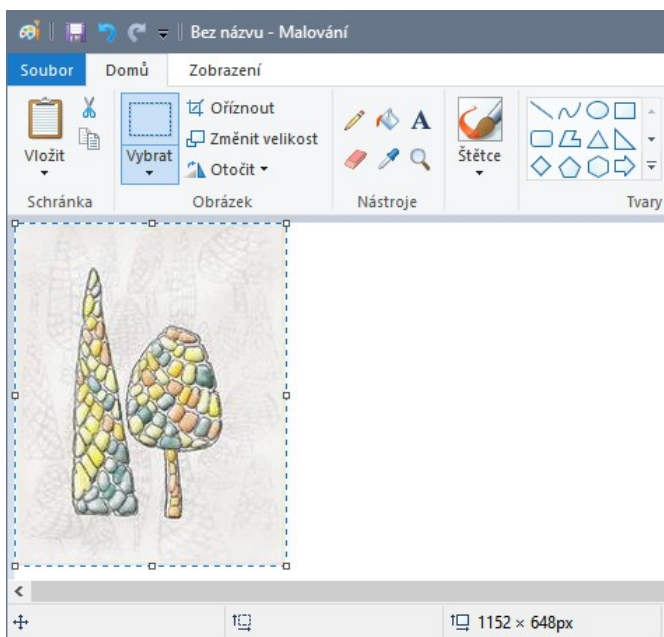 Bez názvu - Malování
Soubor Domů Zobrazení
Vložit
Vybrat
Oříznout
Změnit velikost
Otočit
A
Štětce
Schránka Obrázek Nástroje Tvary
1152 × 648px